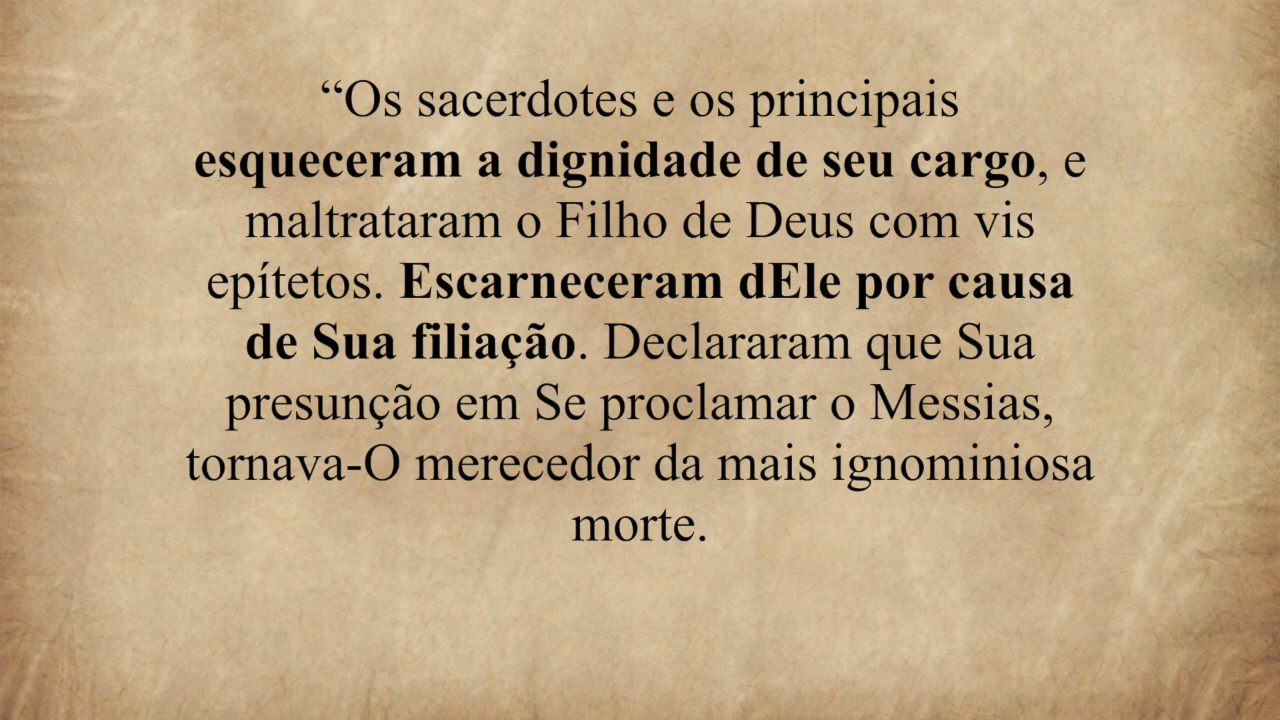 “Os sacerdotes e os principais
esqueceram a dignidade de seu cargo, e
maltrataram o Filho de Deus com vis
epítetos. Escarneceram dEle por causa
de Sua filiação. Declararam que Sua
presunção em Se proclamar o Messias,
tornava-O merecedor da mais ignominiosa
morte.